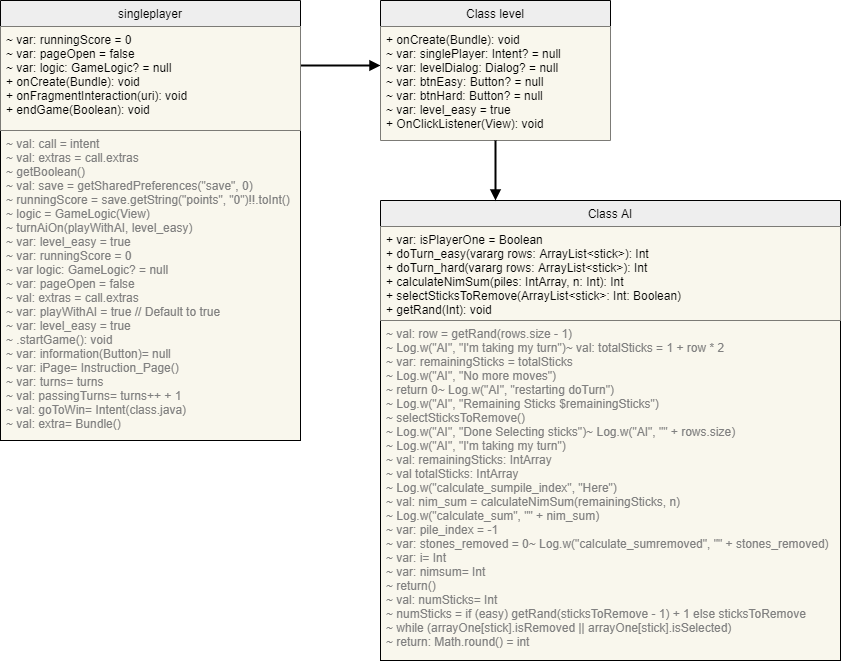 singleplayer
~ var: runningScore = 0
~ var: pageOpen = false
~ var: logic: GameLogic? = null
+ onCreate(Bundle): void
+ onFragmentInteraction(uri): void
+ endGame(Boolean): void
~ val: call = intent
~ val: extras = call.extras
~ getBoolean()
~ val: save = getSharedPreferences("save", 0)
~ runningScore = save.getString("points", "0")!!.toInt()
~ logic = GameLogic(View)
~ turnAiOn(playWithAI, level_easy)
~ var: level_easy = true
~ var: runningScore = 0
~ var logic: GameLogic? = null
~ var: pageOpen = false
~ val: extras = call.extras
~ var: playWithAI = true // Default to true
~ var: level_easy = true
~ .startGame(): void
~ var: information(Button)= null
~ var: iPage= Instruction_Page()
~ var: turns= turns
~ val: passingTurns= turns++ + 1
~ val: goToWin= Intent(class.java)
~ val: extra= Bundle()
Class level
+ onCreate(Bundle): void
~ var: singlePlayer: Intent? = null
~ var: levelDialog: Dialog? = null
~ var: btnEasy: Button? = null
~ var: btnHard: Button? = null
~ var: level_easy = true
+ OnClickListener(View): void
Class AI
+ var: isPlayerOne = Boolean
+ doTurn_easy(vararg rows: ArrayList<stick>): Int
+ doTurn_hard(vararg rows: ArrayList<stick>): Int
+ calculateNimSum(piles: IntArray, n: Int): Int
+ selectSticksToRemove(ArrayList<stick>: Int: Boolean)
+ getRand(Int): void
~ val: row = getRand(rows.size - 1)
~ Log.w("AI", "I'm taking my turn")~ val: totalSticks = 1 + row * 2
~ var: remainingSticks = totalSticks
~ Log.w("AI", "No more moves")
~ return 0~ Log.w("AI", "restarting doTurn")
~ Log.w("AI", "Remaining Sticks $remainingSticks")
~ selectSticksToRemove()
~ Log.w("AI", "Done Selecting sticks")~ Log.w("AI", "" + rows.size)
~ Log.w("AI", "I'm taking my turn")
~ val: remainingSticks: IntArray
~ val totalSticks: IntArray
~ Log.w("calculate_sumpile_index", "Here")
~ val: nim_sum = calculateNimSum(remainingSticks, n)
~ Log.w("calculate_sum", "" + nim_sum)
~ var: pile_index = -1
~ var: stones_removed = 0~ Log.w("calculate_sumremoved", "" + stones_removed)
~ var: i= Int
~ var: nimsum= Int
~ return()
~ val: numSticks= Int
~ numSticks = if (easy) getRand(sticksToRemove - 1) + 1 else sticksToRemove
~ while (arrayOne[stick].isRemoved || arrayOne[stick].isSelected)
~ return: Math.round() = int